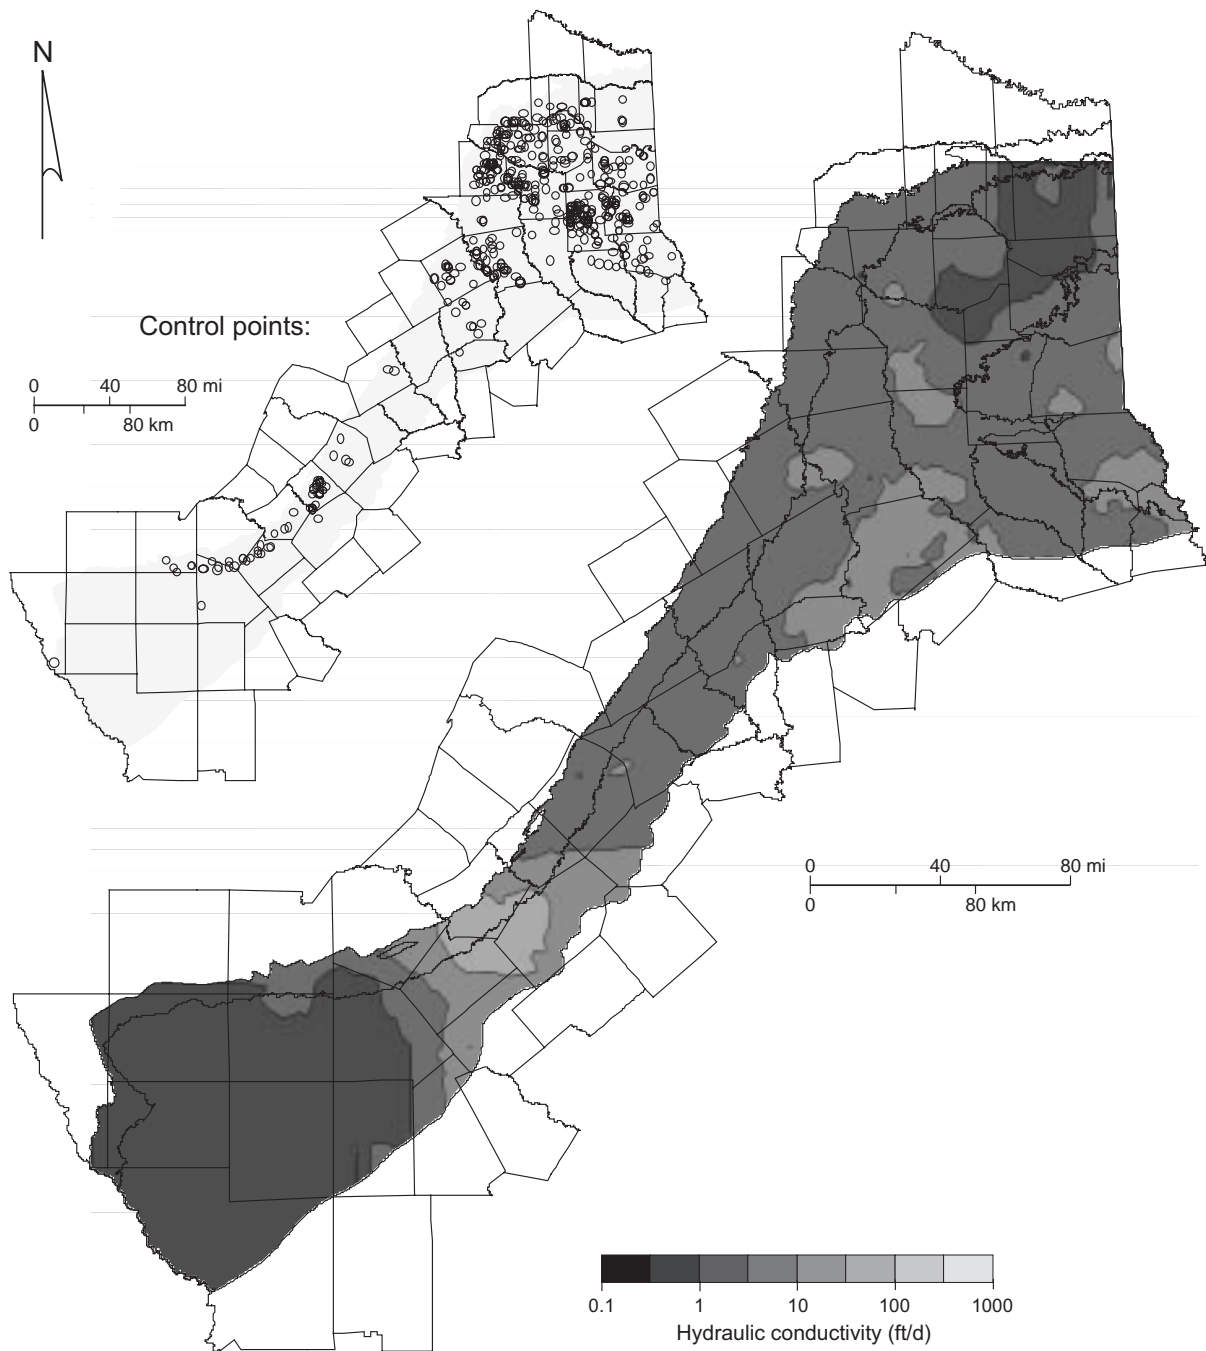 N
Control points:
0 40 80 mi
0 80 km
0 40 80 mi
0 80 km
0.1 1 10 100 1000
Hydraulic conductivity (ft/d)